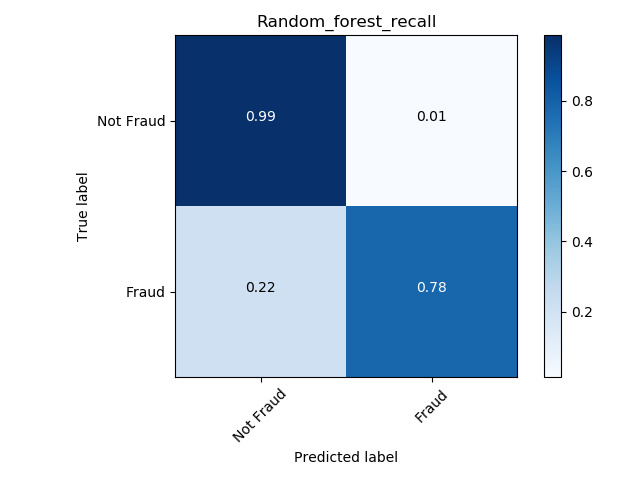 Random_forest_recall
True label
Not Fraud
0.99
0.01
Fraud
0.22
0.78
Not Fraud
Fraud
Predicted label
0.8
0.6
0.4
0.2